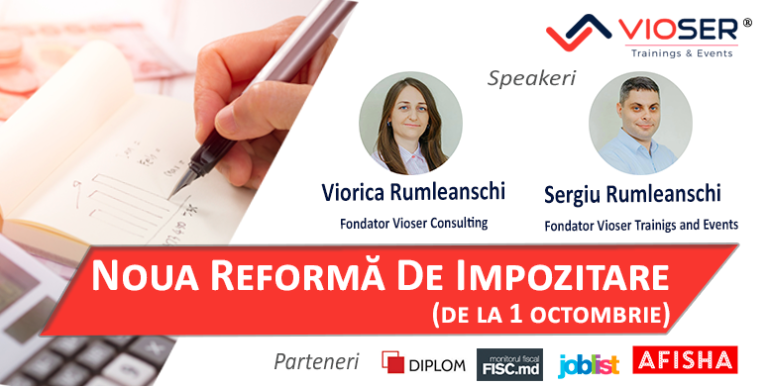 VIOSER®
Trainings & Events
Speakeri
Viorica Rumleanschi
Fondator Vioser Consulting
Sergiu Rumleanschi
Fondator Vioser Trainigs and Events
NOUA REFORMĂ DE IMPOZITARE
(DE LA 1 OCTOMBRIE)
Parteneri
DIPLOM
monitorul fiscal
FISC.md
joblist
AFISHA